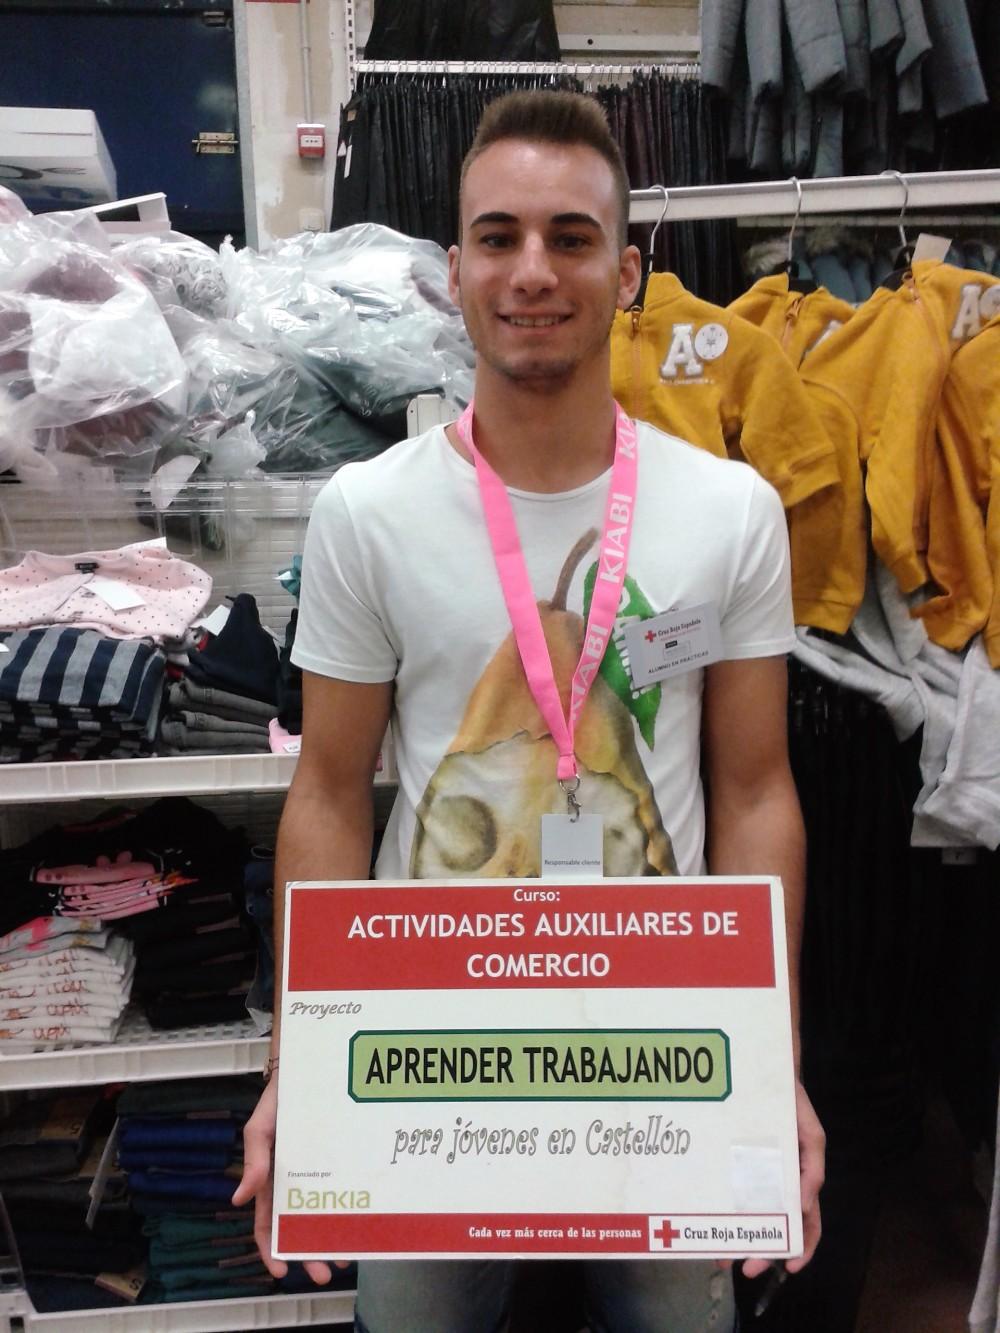 A
A
KIABI
KIABI
KIABI
Cruz Roja Española
ALUMNO EN PRÁCTICAS
Responsable cliente
Curso:
ACTIVIDADES AUXILIARES DE
COMERCIO
Proyecto
APRENDER TRABAJANDO
para jóvenes en Castellón
Financiado por
Bankia
Cada vez más cerca de las personas
Cruz Roja Española